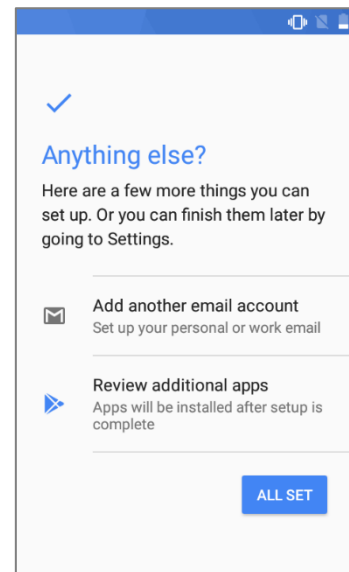 Anything else?
Here are a few more things you can
set up. Or you can finish them later by
going to Settings.
Add another email account
Set up your personal or work email
Review additional apps
Apps will be installed after setup is
complete
ALL SET